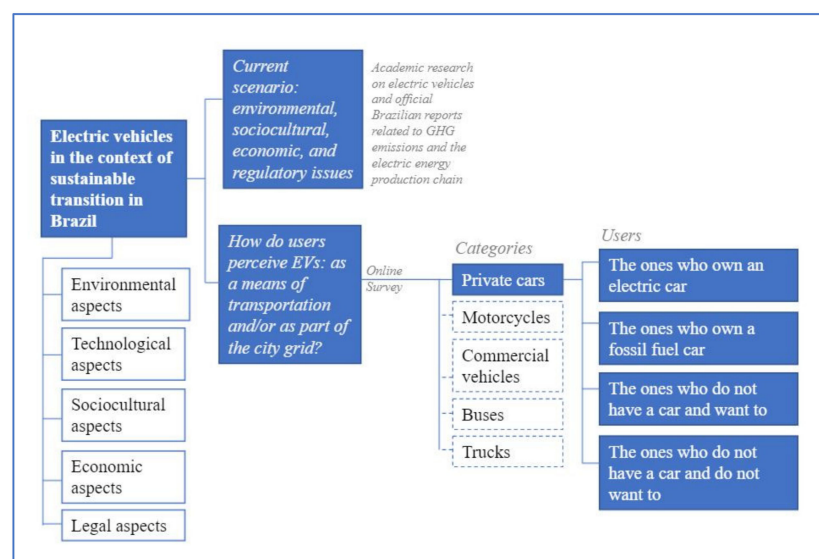 Electric vehicles
in the context of
sustainable
transition in
Brazil
Environmental
aspects
Technological
aspects
Sociocultural
aspects
Economic
aspects
Legal aspects
Current
scenario:
environmental,
sociocultural,
economic, and
regulatory issues
Academic research
on electric vehicles
and official
Brazilian reports
related to GHG
emissions and the
electric energy
production chain
How do users
perceive EVs: as
a means of
transportation
and/or as part of
the city grid?
Online
Survey
Categories
Private cars
Motorcycles
Commercial
vehicles
Buses
Trucks
Users
The ones who own an
electric car
The ones who own a
fossil fuel car
The ones who do not
have a car and want to
The ones who do not
have a car and do not
want to